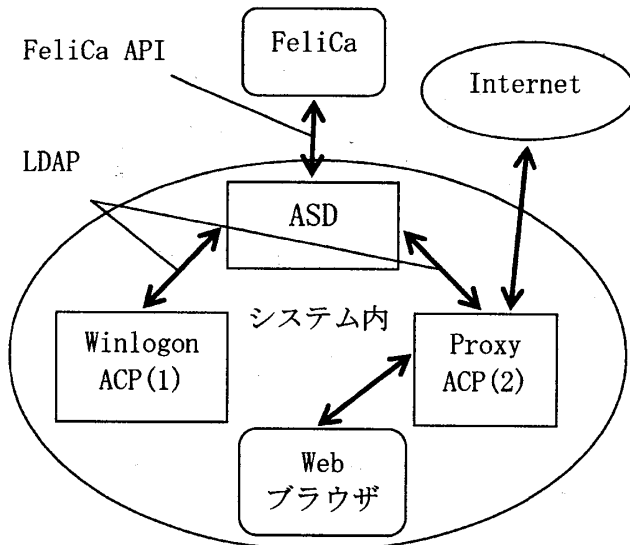 FeliCa API
FeliCa
Internet
LDAP
ASD
システム内
Winlogon
ACP(1)
Proxy
ACP(2)
Web
ブラウザ